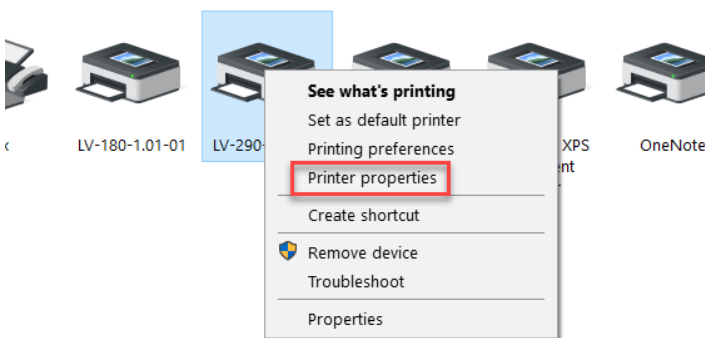 LV-180-1.01-01
LV-290-
XPS
OneNote
See what's printing
Set as default printer
Printing preferences
Printer properties
Create shortcut
Remove device
Troubleshoot
Properties